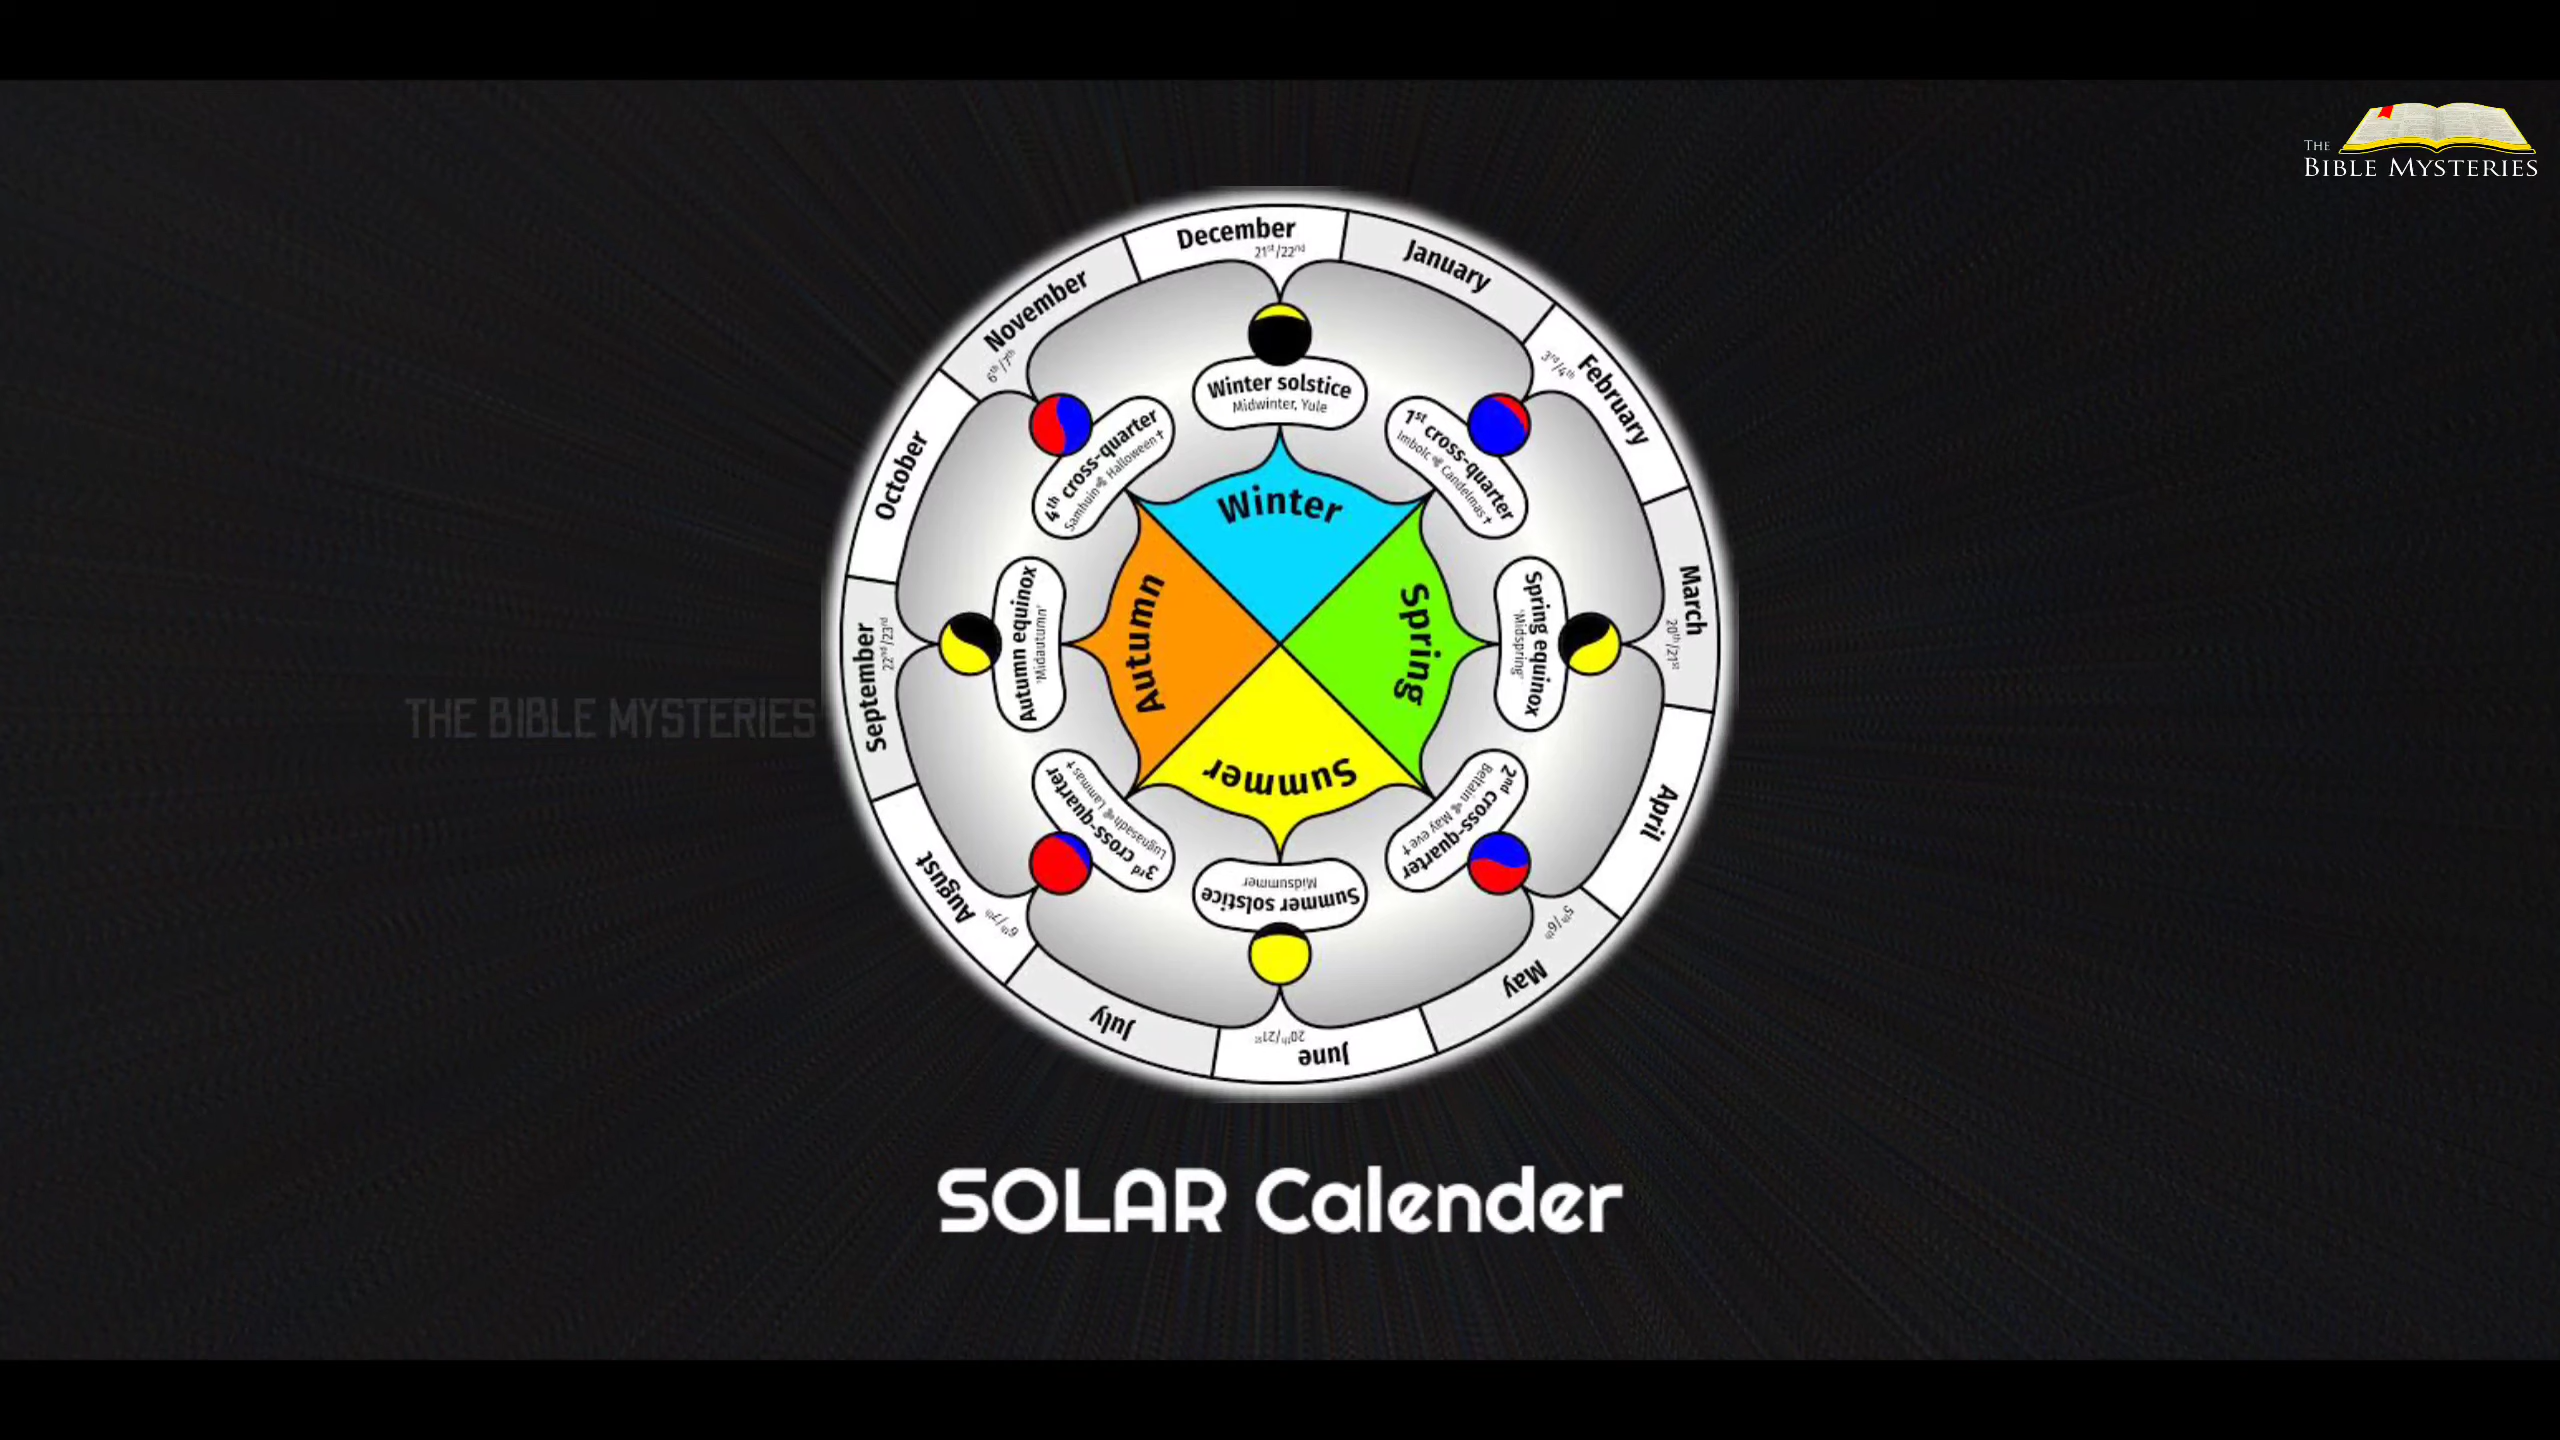 THE
BIBLE MYSTERIES
December
21st/22nd
January
February
3rd/4th
March
20th/21st
April
May
5th/6th
June
20th/21st
July
August
6th/7th
September
22nd/23rd
October
November
6th/7th
Winter solstice
Midwinter, Yule
1st cross-quarter
Imbolc Candelmas †
Spring equinox
'Midspring'
2nd cross-quarter
Beltain May eve †
Summer solstice
Midsummer
3rd cross-quarter
Lugnasadh Lammas †
Autumn equinox
'Midautumn'
4th cross-quarter
Samhuin Halloween †
Winter
Spring
Summer
Autumn
THE BIBLE MYSTERIES
SOLAR Calender